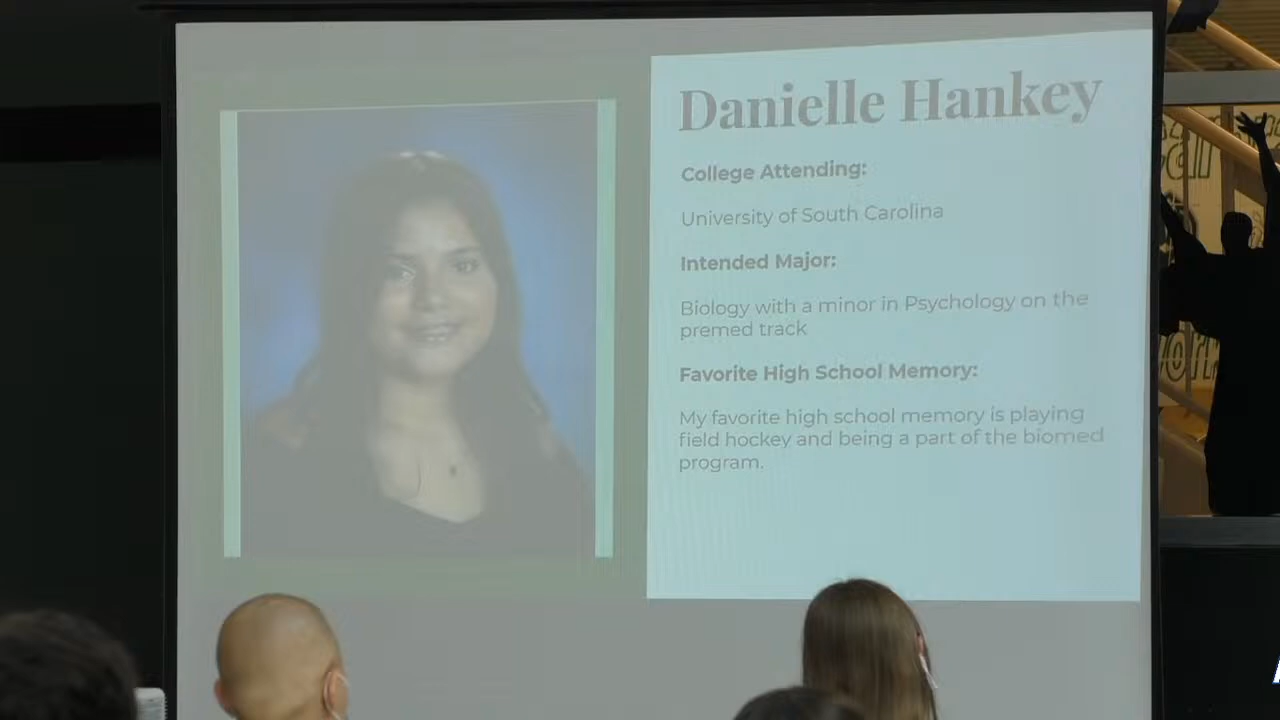 Danielle Hankey
College Attending:
University of South Carolina
Intended Major:
Biology with a minor in Psychology on the
premed track
Favorite High School Memory:
My favorite high school memory is playing
field hockey and being a part of the biomed
program.